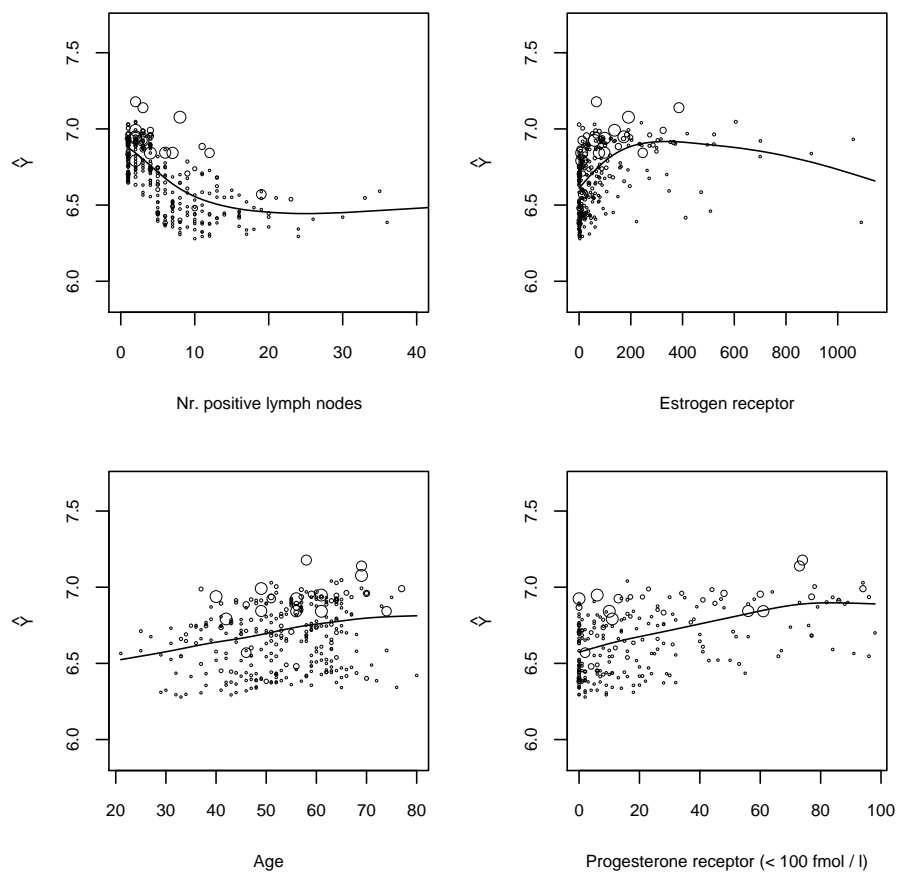 7.5
7.0
6.5
6.0
Ŷ
0 10 20 30 40
Nr. positive lymph nodes
7.5
7.0
6.5
6.0
Ŷ
0 200 400 600 800 1000
Estrogen receptor
7.5
7.0
6.5
6.0
Ŷ
20 30 40 50 60 70 80
Age
7.5
7.0
6.5
6.0
Ŷ
0 20 40 60 80 100
Progesterone receptor (< 100 fmol / l)